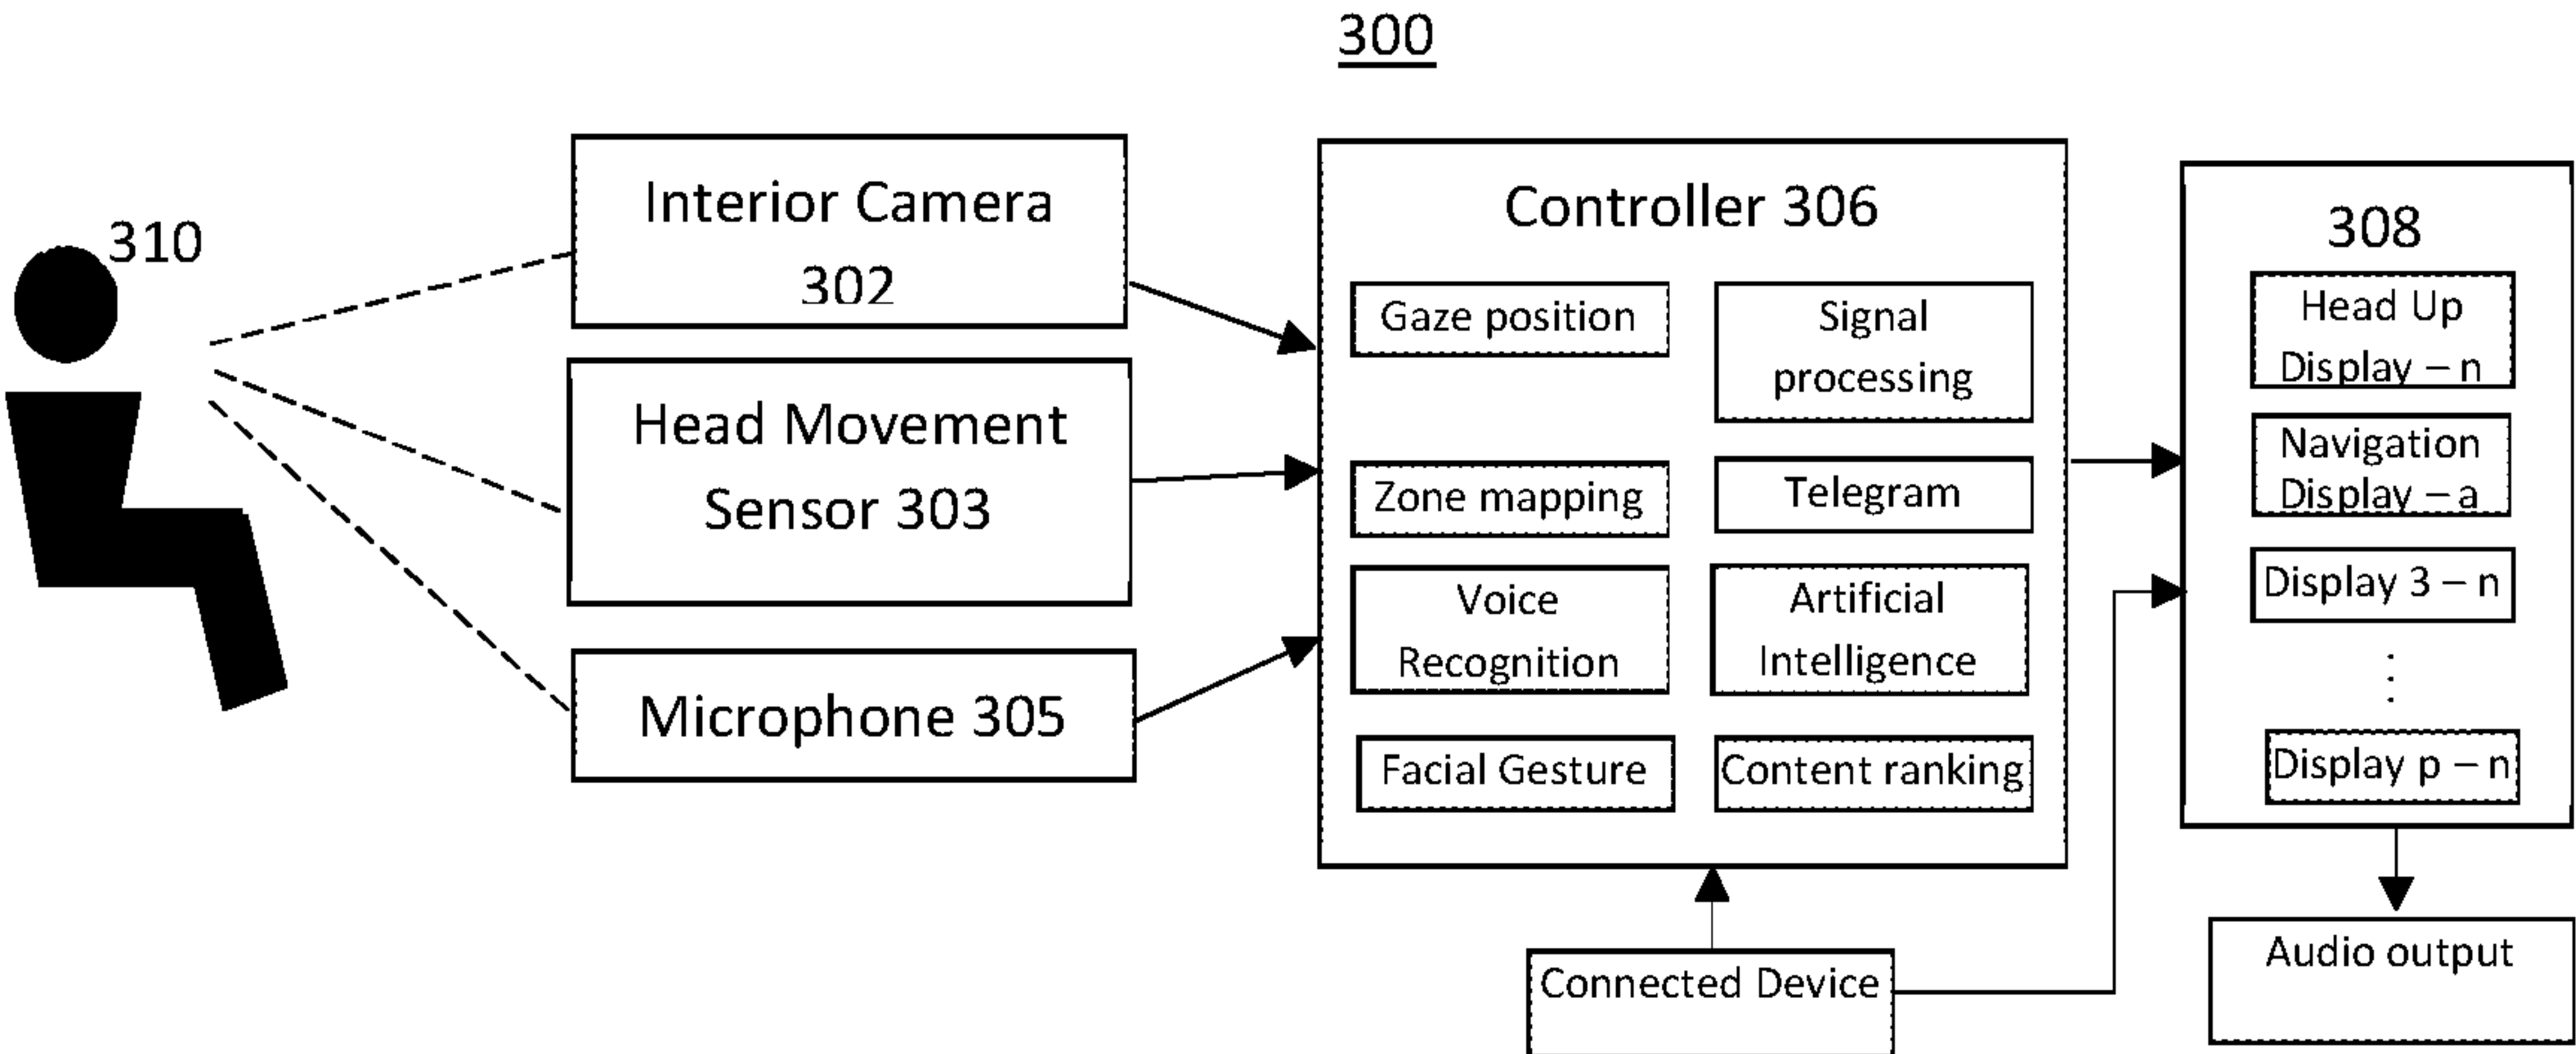 300
310
Interior Camera
302
Head Movement
Sensor 303
Microphone 305
Controller 306
Gaze position
Signal
processing
Zone mapping
Telegram
Voice
Recognition
Artificial
Intelligence
Facial Gesture
Content ranking
308
Head Up
Display – n
Navigation
Display – a
Display 3 – n
Display p – n
Connected Device
Audio output